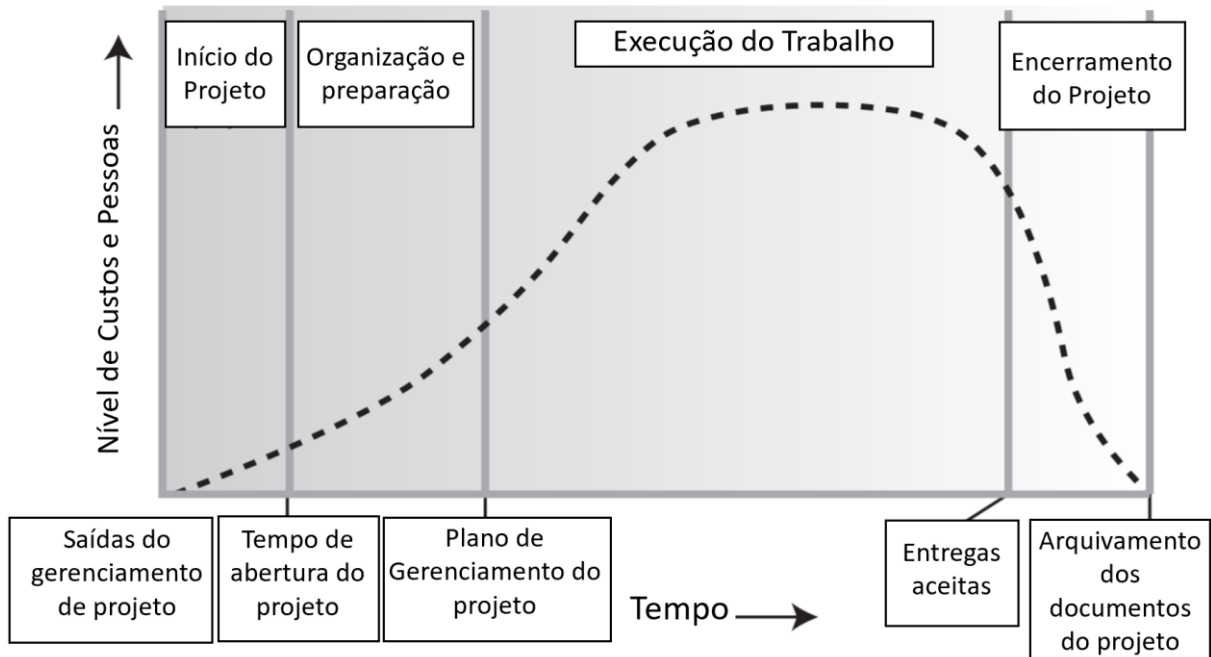 Início do
Projeto
Organização e
preparação
Execução do Trabalho
Encerramento
do Projeto
Nível de Custos e Pessoas
Saídas do
gerenciamento
de projeto
Tempo de
abertura do
projeto
Plano de
Gerenciamento do
projeto
Tempo
Entregas
aceitas
Arquivamento
dos
documentos
do projeto